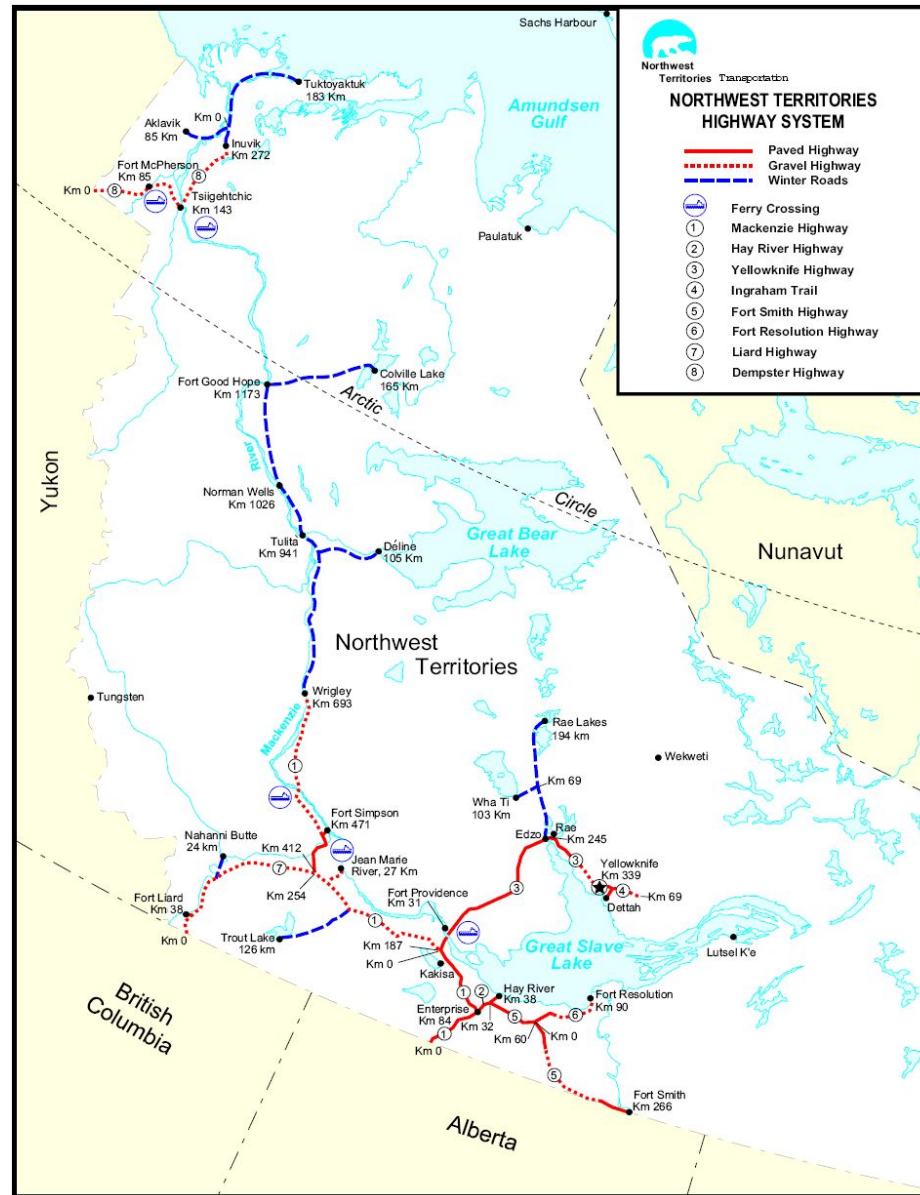 Sachs Harbour
Northwest
Territories Transportation
NORTHWEST TERRITORIES
HIGHWAY SYSTEM
Paved Highway
Gravel Highway
Winter Roads
Ferry Crossing
1 Mackenzie Highway
2 Hay River Highway
3 Yellowknife Highway
4 Ingraham Trail
5 Fort Smith Highway
6 Fort Resolution Highway
7 Liard Highway
8 Dempster Highway
Tuktoyaktuk
183 Km
Km 0
Aklavik
85 Km
Inuvik
Km 272
Amundsen
Gulf
Fort McPherson
Km 85
Km 0
8
8
Tsiigehtchic
Km 143
Paulatuk
Colville Lake
165 Km
Fort Good Hope
Km 1173
Arctic
Circle
River
Yukon
Norman Wells
Km 1026
Tulita
Km 941
Déline
105 Km
Great Bear
Lake
Nunavut
Northwest
Territories
Tungsten
Wrigley
Km 693
Mackenzie
1
Rae Lakes
194 km
Wekweti
Km 69
Wha Ti
103 Km
Fort Simpson
Km 471
Edzo
Rae
Km 245
Nahanni Butte
24 km
Km 412
Jean Marie
River, 27 Km
3
Yellowknife
Km 339
4
Km 69
Dettah
7
Km 254
Fort Providence
Km 31
3
Fort Liard
Km 38
Km 0
1
Trout Lake
126 km
Km 187
Km 0
Kakisa
Great Slave
Lake
Lutsel K'e
1
2
Hay River
Km 38
Fort Resolution
Km 90
Enterprise
Km 84
Km 32
5
6
Km 60
Km 0
1
Km 0
5
Fort Smith
Km 266
British
Columbia
Alberta